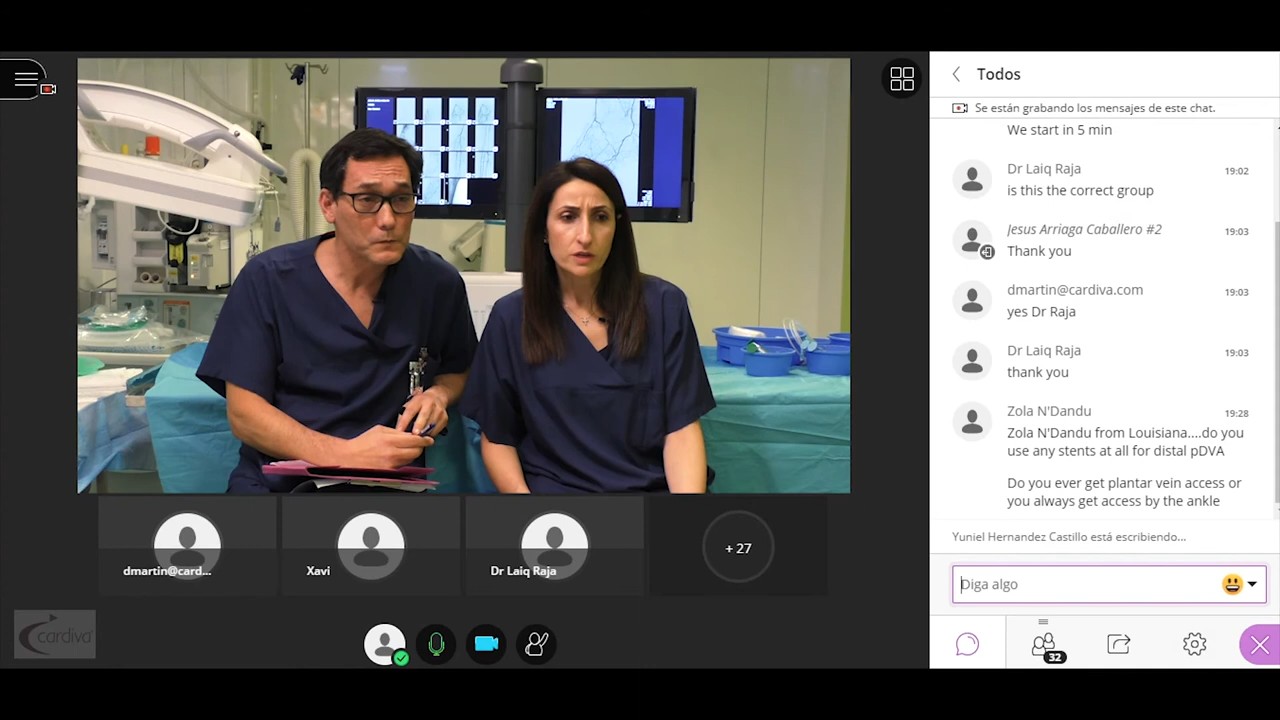 Todos
Se están grabando los mensajes de este chat.
We start in 5 min
Dr Laiq Raja 19:02
is this the correct group
Jesus Arriaga Caballero #2 19:03
Thank you
dmartin@cardiva.com 19:03
yes Dr Raja
Dr Laiq Raja 19:03
thank you
Zola N'Dandu 19:28
Zola N'Dandu from Louisiana....do you
use any stents at all for distal pDVA
Do you ever get plantar vein access or
you always get access by the ankle
Yuniel Hernandez Castillo está escribiendo...
Diga algo
32
dmartin@card...
Xavi
Dr Laiq Raja
+ 27
cardiva